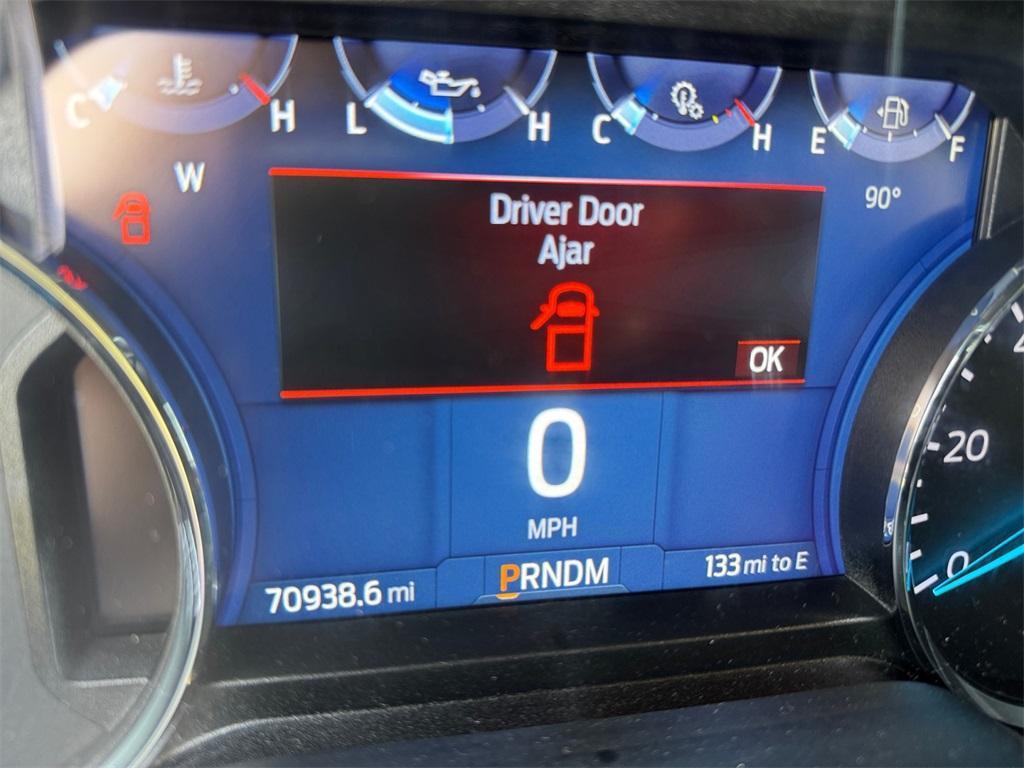 C H L H C H E F
W
90°
Driver Door
Ajar
OK
0
MPH
20
0
70938.6 mi
PRNDM
133 mi to E